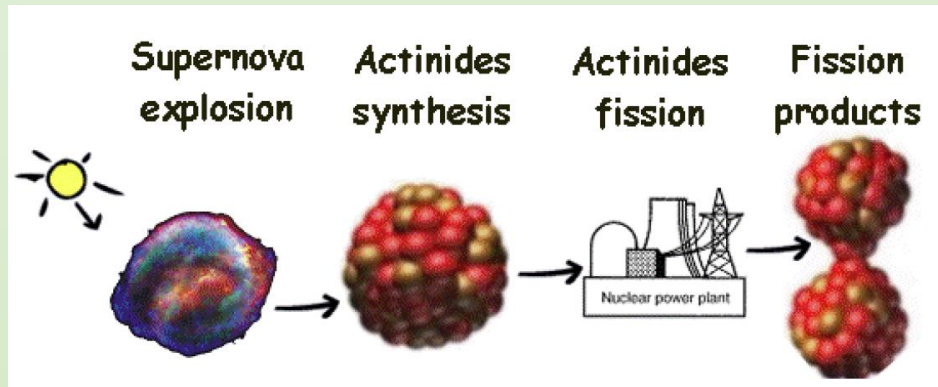 Supernova
explosion
Actinides
synthesis
Actinides
fission
Fission
products
Nuclear power plant